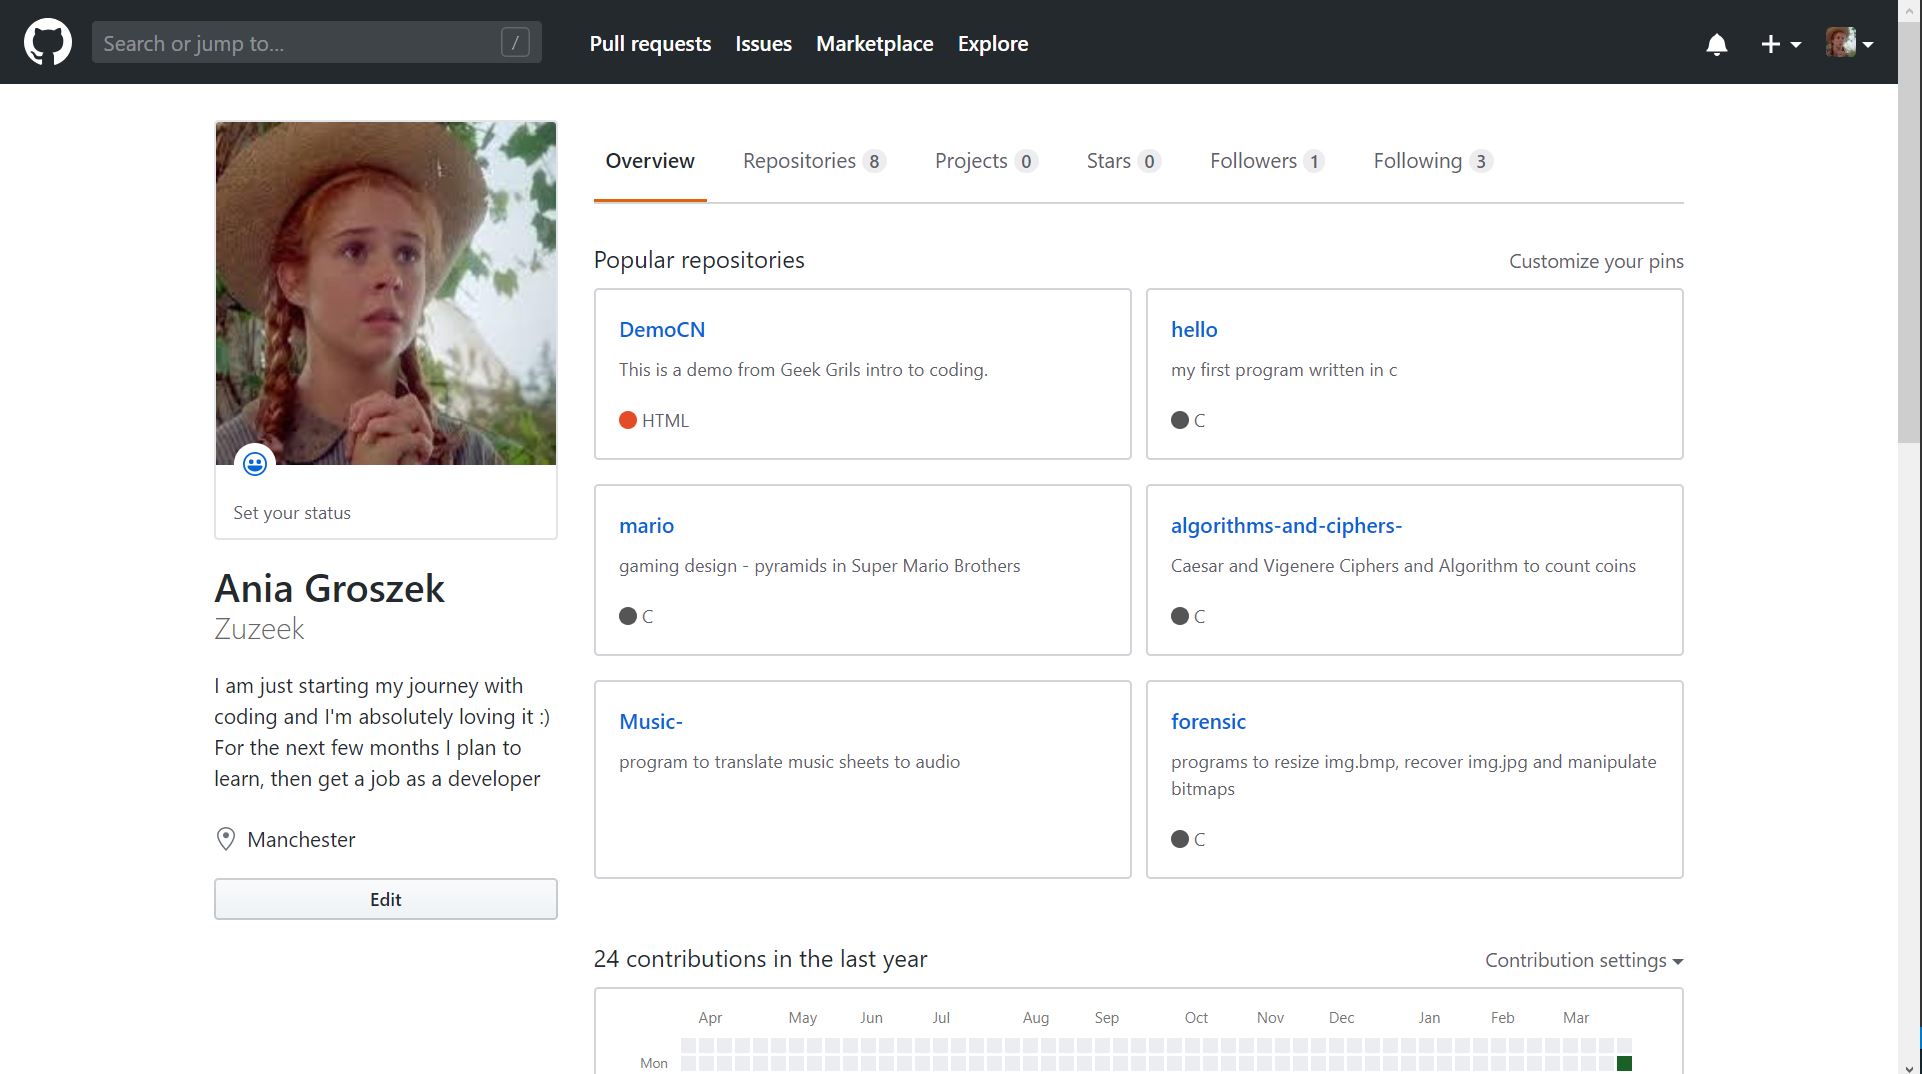 Search or jump to... /
Pull requests Issues Marketplace Explore
Overview Repositories 8 Projects 0 Stars 0 Followers 1 Following 3
Set your status
Ania Groszek
Zuzeek
I am just starting my journey with
coding and I'm absolutely loving it :)
For the next few months I plan to
learn, then get a job as a developer
Manchester
Edit
Popular repositories Customize your pins
DemoCN
This is a demo from Geek Grils intro to coding.
HTML
hello
my first program written in c
C
mario
gaming design - pyramids in Super Mario Brothers
C
algorithms-and-ciphers-
Caesar and Vigenere Ciphers and Algorithm to count coins
C
Music-
program to translate music sheets to audio
forensic
programs to resize img.bmp, recover img.jpg and manipulate
bitmaps
C
24 contributions in the last year Contribution settings
Apr May Jun Jul Aug Sep Oct Nov Dec Jan Feb Mar
Mon